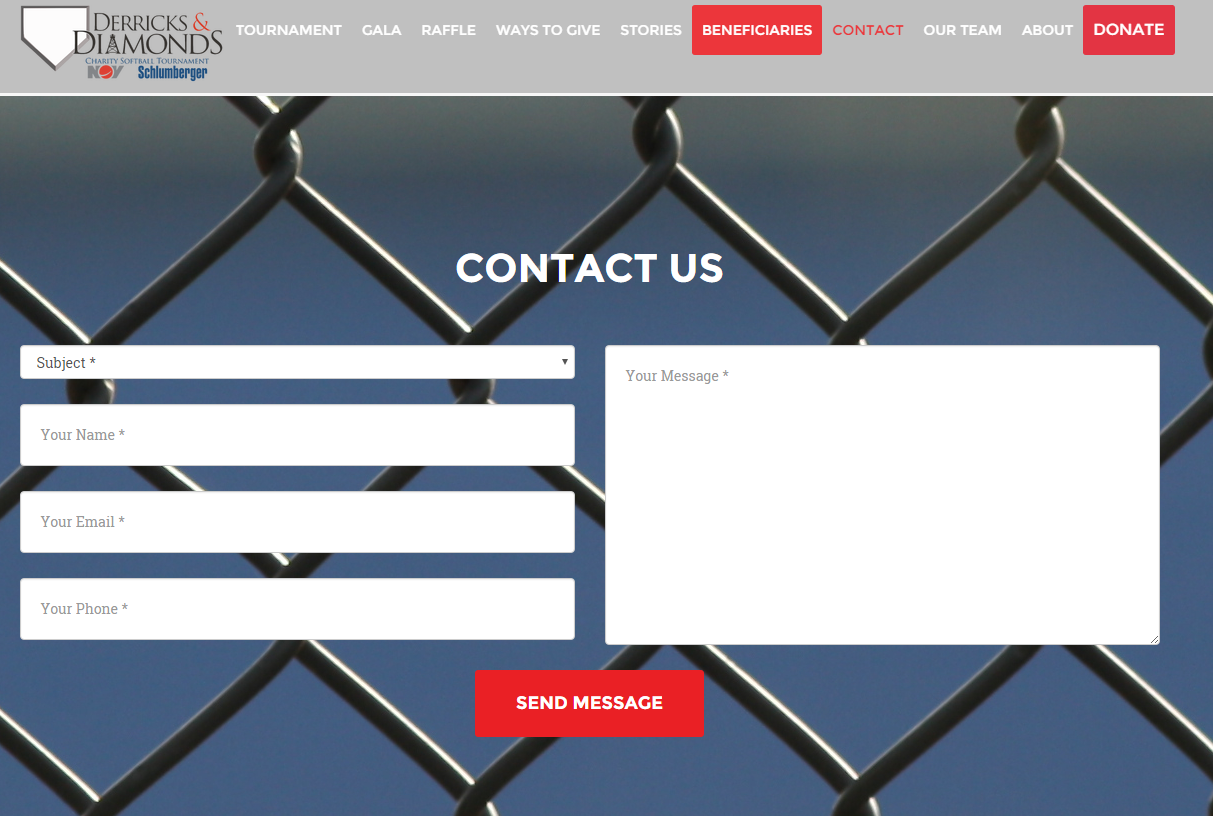 DERRICKS &
DIAMONDS
CHARITY SOFTBALL TOURNAMENT
NOV Schlumberger
TOURNAMENT GALA RAFFLE WAYS TO GIVE STORIES BENEFICIARIES CONTACT OUR TEAM ABOUT DONATE
CONTACT US
Subject *
Your Name *
Your Email *
Your Phone *
Your Message *
SEND MESSAGE